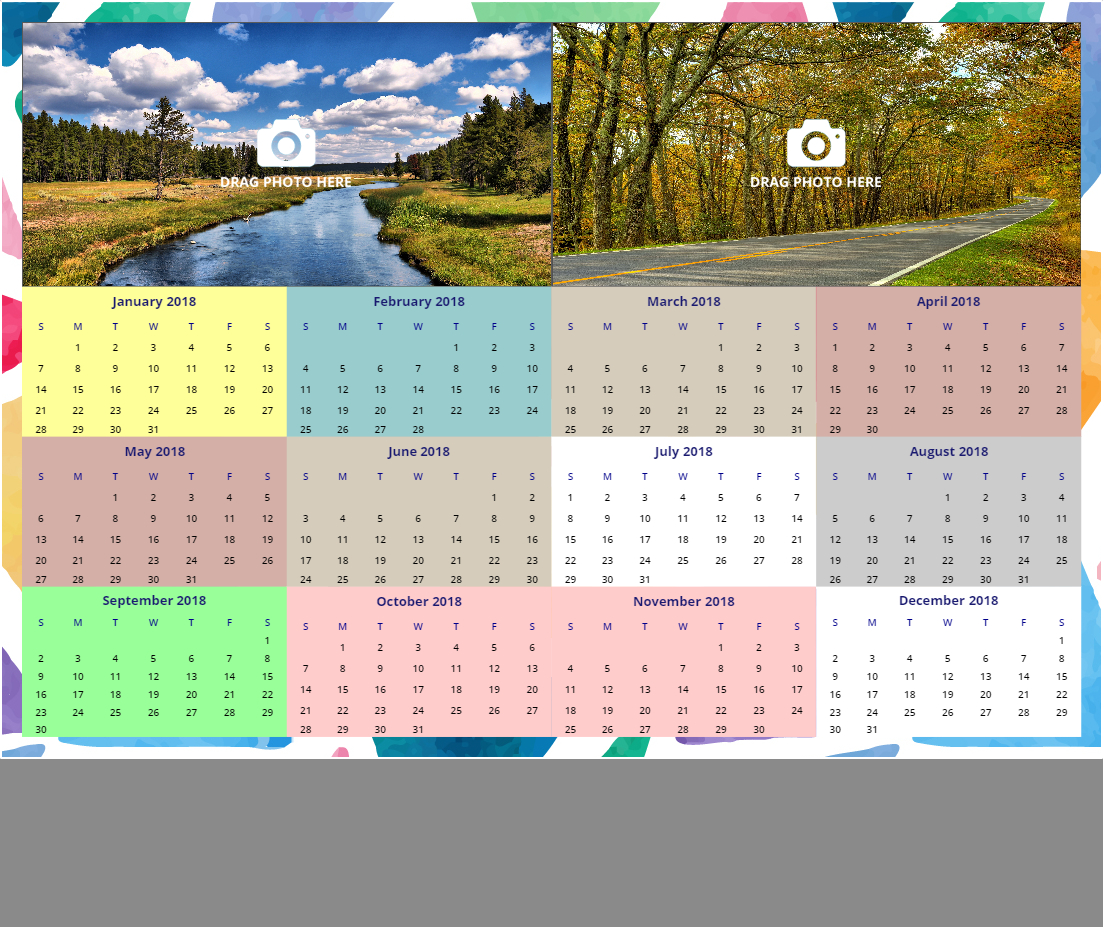 DRAG PHOTO HERE
DRAG PHOTO HERE
January 2018
S M T W T F S
1 2 3 4 5 6
7 8 9 10 11 12 13
14 15 16 17 18 19 20
21 22 23 24 25 26 27
28 29 30 31
February 2018
S M T W T F S
1 2 3
4 5 6 7 8 9 10
11 12 13 14 15 16 17
18 19 20 21 22 23 24
25 26 27 28
March 2018
S M T W T F S
1 2 3
4 5 6 7 8 9 10
11 12 13 14 15 16 17
18 19 20 21 22 23 24
25 26 27 28 29 30 31
April 2018
S M T W T F S
1 2 3 4 5 6 7
8 9 10 11 12 13 14
15 16 17 18 19 20 21
22 23 24 25 26 27 28
29 30
May 2018
S M T W T F S
1 2 3 4 5
6 7 8 9 10 11 12
13 14 15 16 17 18 19
20 21 22 23 24 25 26
27 28 29 30 31
June 2018
S M T W T F S
1 2
3 4 5 6 7 8 9
10 11 12 13 14 15 16
17 18 19 20 21 22 23
24 25 26 27 28 29 30
July 2018
S M T W T F S
1 2 3 4 5 6 7
8 9 10 11 12 13 14
15 16 17 18 19 20 21
22 23 24 25 26 27 28
29 30 31
August 2018
S M T W T F S
1 2 3 4
5 6 7 8 9 10 11
12 13 14 15 16 17 18
19 20 21 22 23 24 25
26 27 28 29 30 31
September 2018
S M T W T F S
1
2 3 4 5 6 7 8
9 10 11 12 13 14 15
16 17 18 19 20 21 22
23 24 25 26 27 28 29
30
October 2018
S M T W T F S
1 2 3 4 5 6
7 8 9 10 11 12 13
14 15 16 17 18 19 20
21 22 23 24 25 26 27
28 29 30 31
November 2018
S M T W T F S
1 2 3
4 5 6 7 8 9 10
11 12 13 14 15 16 17
18 19 20 21 22 23 24
25 26 27 28 29 30
December 2018
S M T W T F S
1
2 3 4 5 6 7 8
9 10 11 12 13 14 15
16 17 18 19 20 21 22
23 24 25 26 27 28 29
30 31